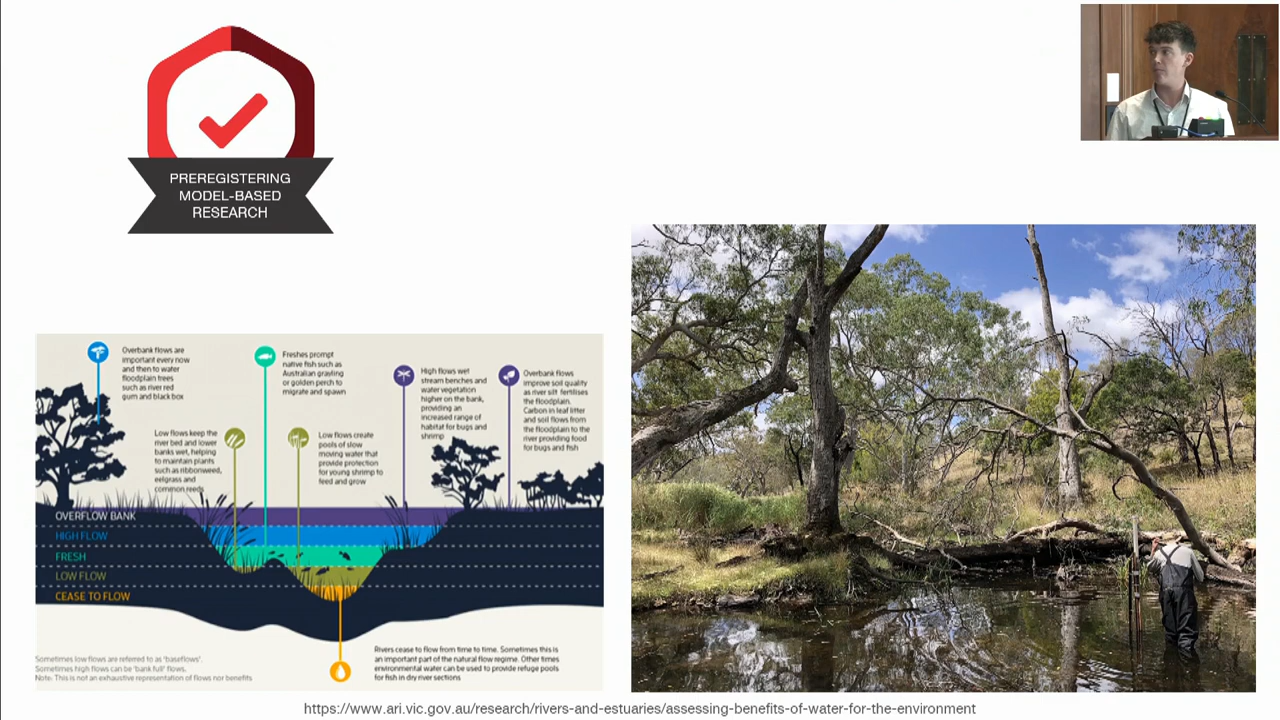 PREREGISTERING
MODEL-BASED
RESEARCH
Overbank flows are
important every now
and then to water
floodplain trees
such as river red
gum and black box
Freshes prompt
native fish such as
Australian grayling
or golden perch to
migrate and spawn
High flows wet
stream benches and
water vegetation
higher on the bank,
providing an
increased range of
habitat for bugs and
shrimp
Overbank flows
improve soil quality
as river silt fertilises
the floodplain.
Carbon in leaf litter
and soil flows from
the floodplain to the
river providing food
for bugs and fish
Low flows keep the
river bed and lower
banks wet, helping
to maintain plants
such as ribbonweed,
eelgrass and
common reeds
Low flows create
pools of slow
moving water that
provide protection
for young shrimp to
feed and grow
OVERFLOW BANK
HIGH FLOW
FRESH
LOW FLOW
CEASE TO FLOW
Rivers cease to flow from time to time. Sometimes this is
an important part of the natural flow regime. Other times
environmental water can be used to provide refuge pools
for fish in dry river sections
Sometimes low flows are referred to as 'baseflows'.
Sometimes high flows can be 'bank full' flows.
Note: This is not an exhaustive representation of flows nor benefits
https://www.ari.vic.gov.au/research/rivers-and-estuaries/assessing-benefits-of-water-for-the-environment